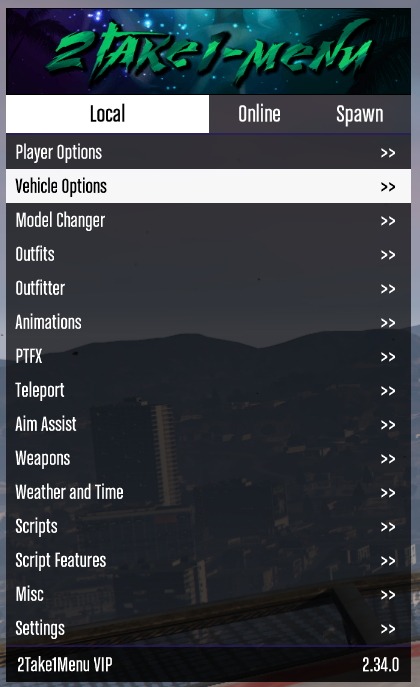 2Take1-Menu
Local Online Spawn
Player Options >>
Vehicle Options >>
Model Changer >>
Outfits >>
Outfitter >>
Animations >>
PTFX >>
Teleport >>
Aim Assist >>
Weapons >>
Weather and Time >>
Scripts >>
Script Features >>
Misc >>
Settings >>
2Take1Menu VIP 2.34.0